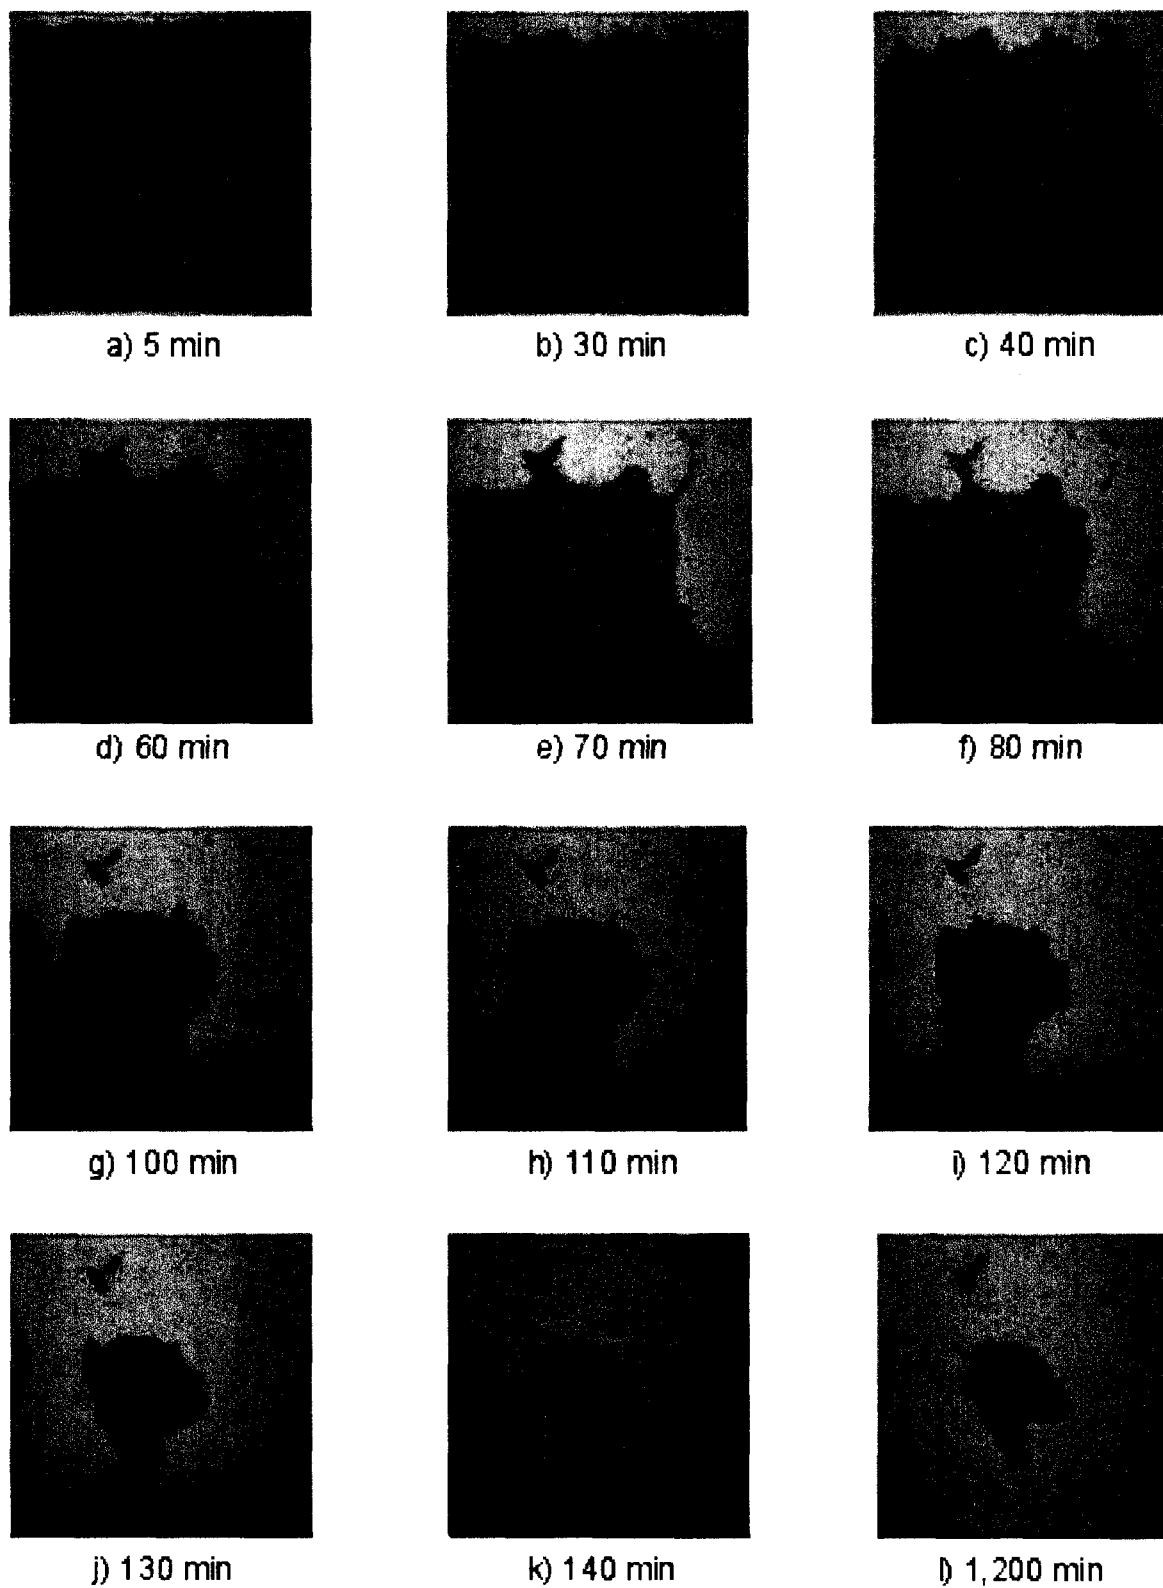 a) 5 min
b) 30 min
c) 40 min
d) 60 min
e) 70 min
f) 80 min
g) 100 min
h) 110 min
i) 120 min
j) 130 min
k) 140 min
l) 1,200 min